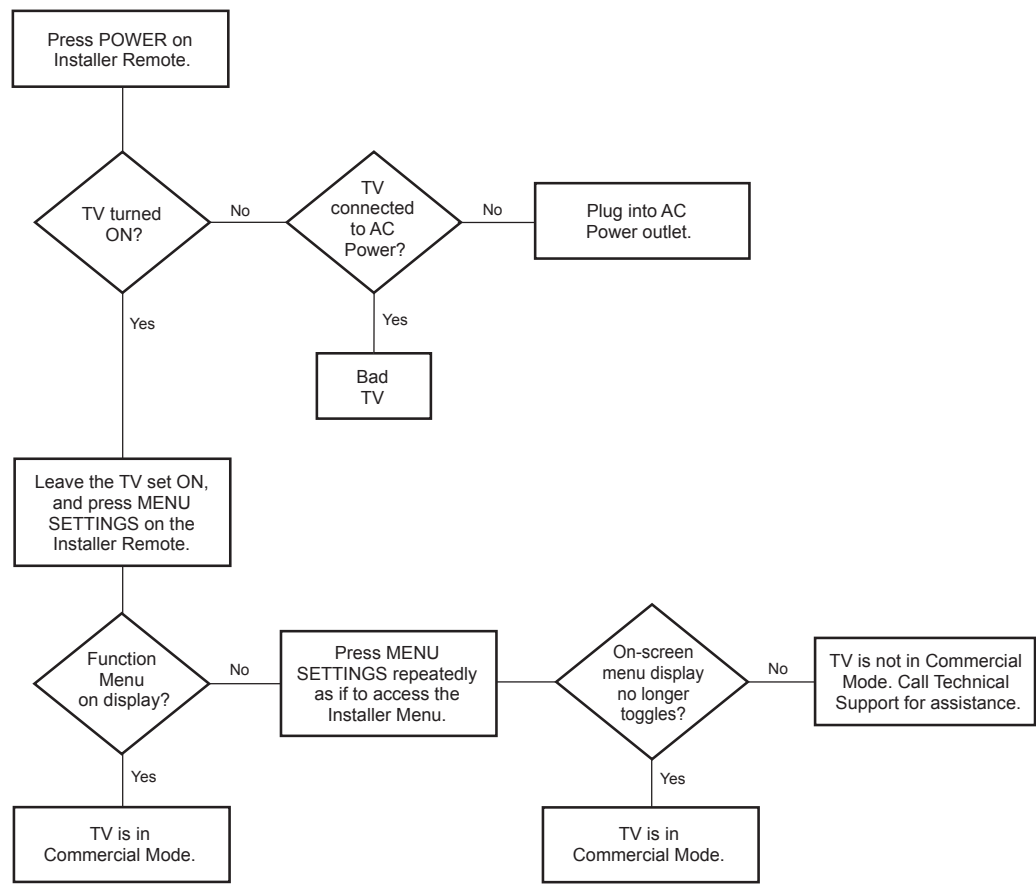 Press POWER on
Installer Remote.
TV turned
ON?
No
TV
connected
to AC
Power?
No
Plug into AC
Power outlet.
Yes
Yes
Bad
TV
Leave the TV set ON,
and press MENU
SETTINGS on the
Installer Remote.
Function
Menu
on display?
No
Press MENU
SETTINGS repeatedly
as if to access the
Installer Menu.
On-screen
menu display
no longer
toggles?
No
TV is not in Commercial
Mode. Call Technical
Support for assistance.
Yes
Yes
TV is in
Commercial Mode.
TV is in
Commercial Mode.